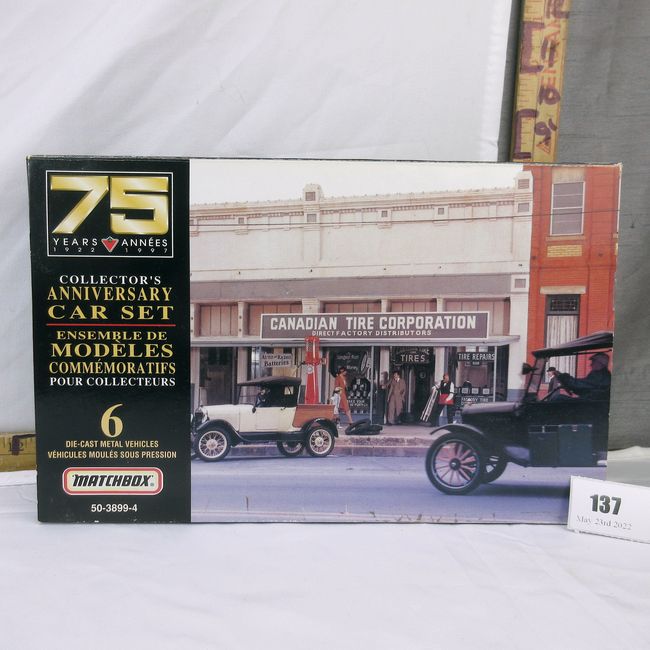 75
YEARS ANNÉES
1922 1997
COLLECTOR'S
ANNIVERSARY
CAR SET
ENSEMBLE DE
MODÈLES
COMMÉMORATIFS
POUR COLLECTEURS
6
DIE-CAST METAL VEHICLES
VÉHICULES MOULÉS SOUS PRESSION
MATCHBOX
50-3899-4
CANADIAN TIRE CORPORATION
DIRECT FACTORY DISTRIBUTORS
Batteries
TIRES
TIRE REPAIRS
FACTORY TIRE
137
May 23rd 2022